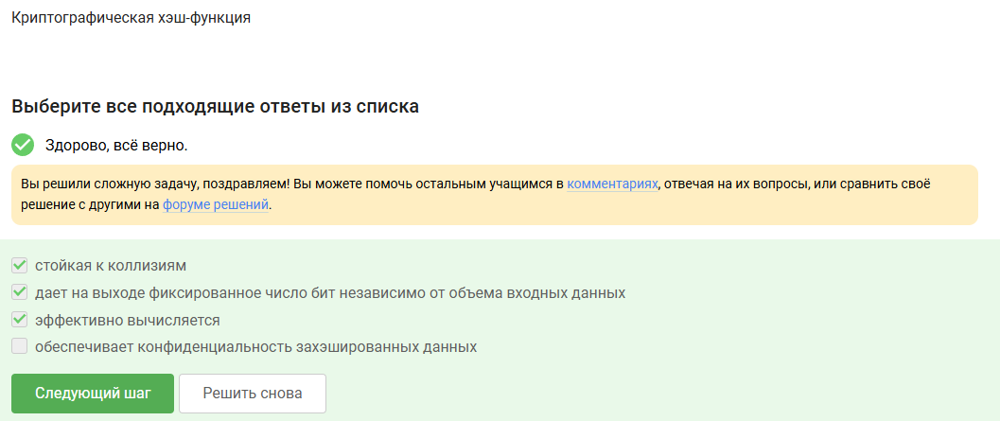 Криптографическая хэш-функция
Выберите все подходящие ответы из списка
Здорово, всё верно.
Вы решили сложную задачу, поздравляем! Вы можете помочь остальным учащимся в комментариях, отвечая на их вопросы, или сравнить своё
решение с другими на форуме решений.
стойкая к коллизиям
дает на выходе фиксированное число бит независимо от объема входных данных
эффективно вычисляется
обеспечивает конфиденциальность захэшированных данных
Следующий шаг Решить снова